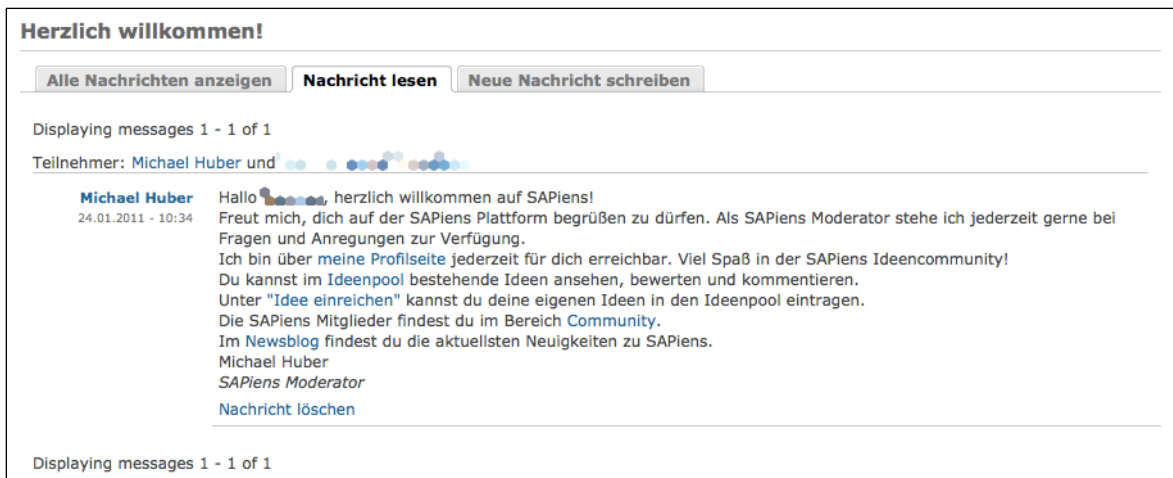 Herzlich willkommen!
Alle Nachrichten anzeigen Nachricht lesen Neue Nachricht schreiben
Displaying messages 1 - 1 of 1
Teilnehmer: Michael Huber und
Michael Huber
24.01.2011 - 10:34
Hallo , herzlich willkommen auf SAPiens!
Freut mich, dich auf der SAPiens Plattform begrüßen zu dürfen. Als SAPiens Moderator stehe ich jederzeit gerne bei
Fragen und Anregungen zur Verfügung.
Ich bin über meine Profilseite jederzeit für dich erreichbar. Viel Spaß in der SAPiens Ideencommunity!
Du kannst im Ideenpool bestehende Ideen ansehen, bewerten und kommentieren.
Unter "Idee einreichen" kannst du deine eigenen Ideen in den Ideenpool eintragen.
Die SAPiens Mitglieder findest du im Bereich Community.
Im Newsblog findest du die aktuellsten Neuigkeiten zu SAPiens.
Michael Huber
SAPiens Moderator
Nachricht löschen
Displaying messages 1 - 1 of 1